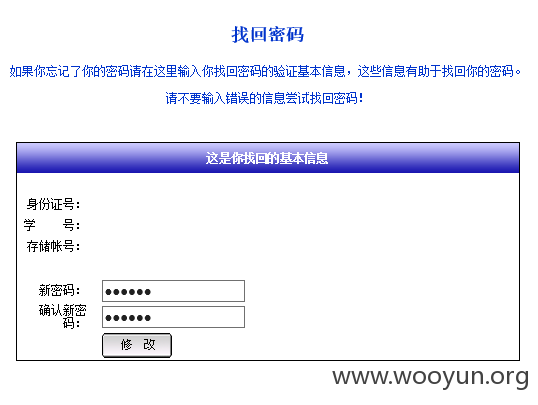 找回密码
如果你忘记了你的密码请在这里输入你找回密码的验证基本信息，这些信息有助于找回你的密码。
请不要输入错误的信息尝试找回密码！
这是你找回的基本信息
身份证号：
学 号：
存储帐号：
新密码： ●●●●●●
确认新密
码： ●●●●●●
修 改
www.wooyun.org